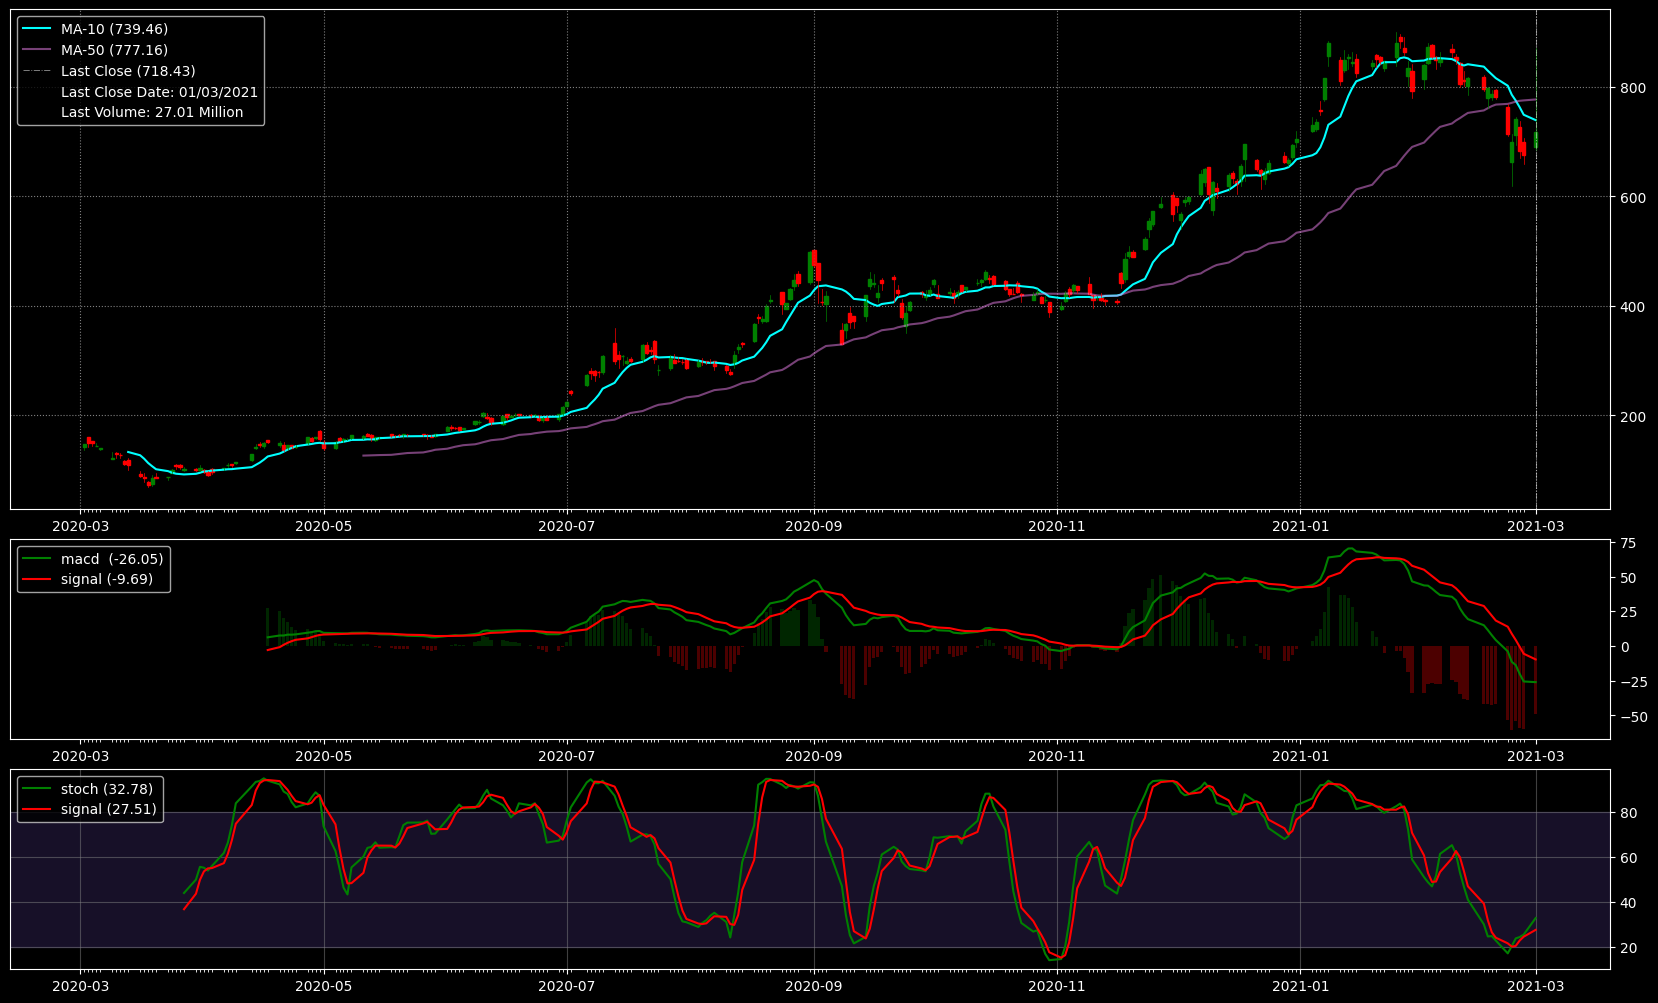 MA-10 (739.46)
MA-50 (777.16)
Last Close (718.43)
Last Close Date: 01/03/2021
Last Volume: 27.01 Million
800
600
400
200
2020-03 2020-05 2020-07 2020-09 2020-11 2021-01 2021-03
macd (-26.05)
signal (-9.69)
75
50
25
0
−25
−50
2020-03 2020-05 2020-07 2020-09 2020-11 2021-01 2021-03
stoch (32.78)
signal (27.51)
80
60
40
20
2020-03 2020-05 2020-07 2020-09 2020-11 2021-01 2021-03